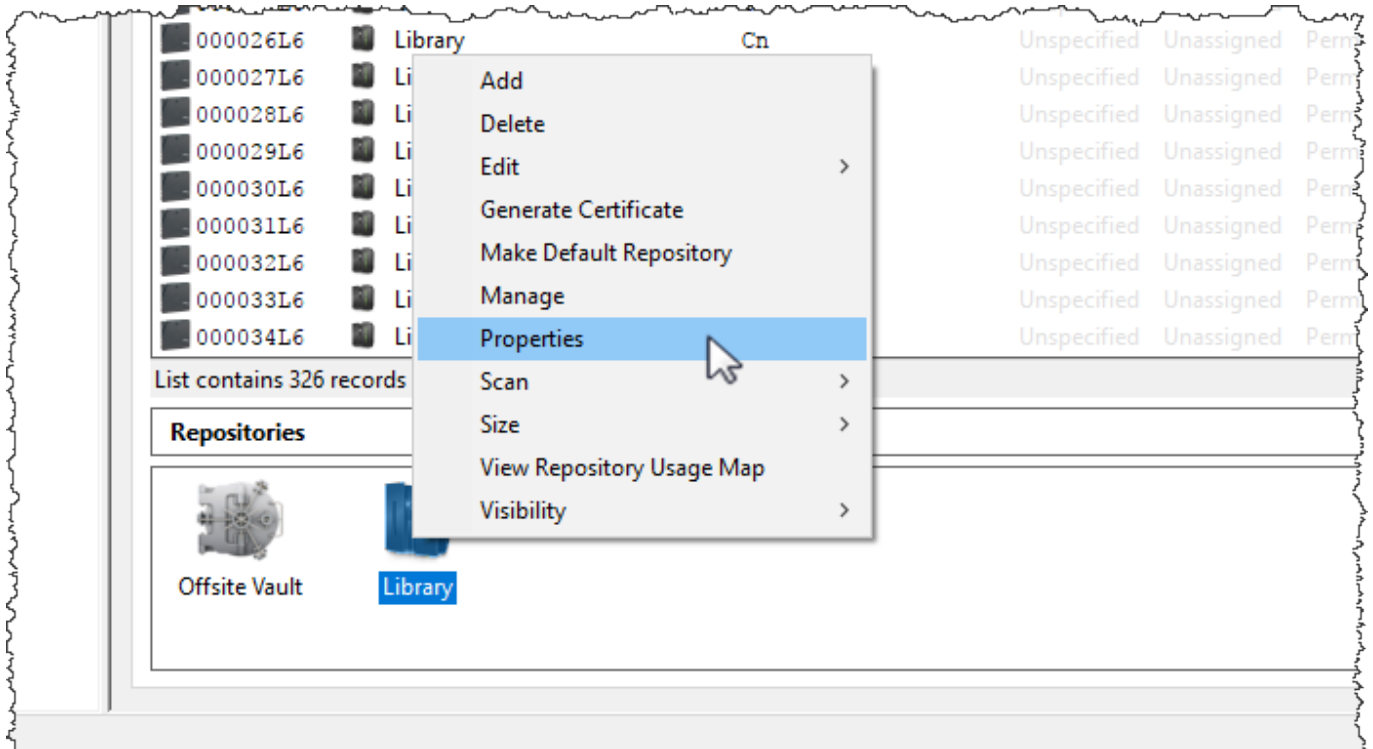 000026L6 Library Cn Unspecified Unassigned Perm
000027L6 Li Unspecified Unassigned Perm
Add
000028L6 Li Unspecified Unassigned Perm
Delete
000029L6 Li Unspecified Unassigned Perm
Edit
000030L6 Li Unspecified Unassigned Perm
Generate Certificate
000031L6 Li Unspecified Unassigned Perm
Make Default Repository
000032L6 Li Unspecified Unassigned Perm
Manage
000033L6 Li Unspecified Unassigned Perm
Properties
000034L6 Li Unspecified Unassigned Perm
List contains 326 records
Scan
Size
Repositories
View Repository Usage Map
Visibility
Offsite Vault Library